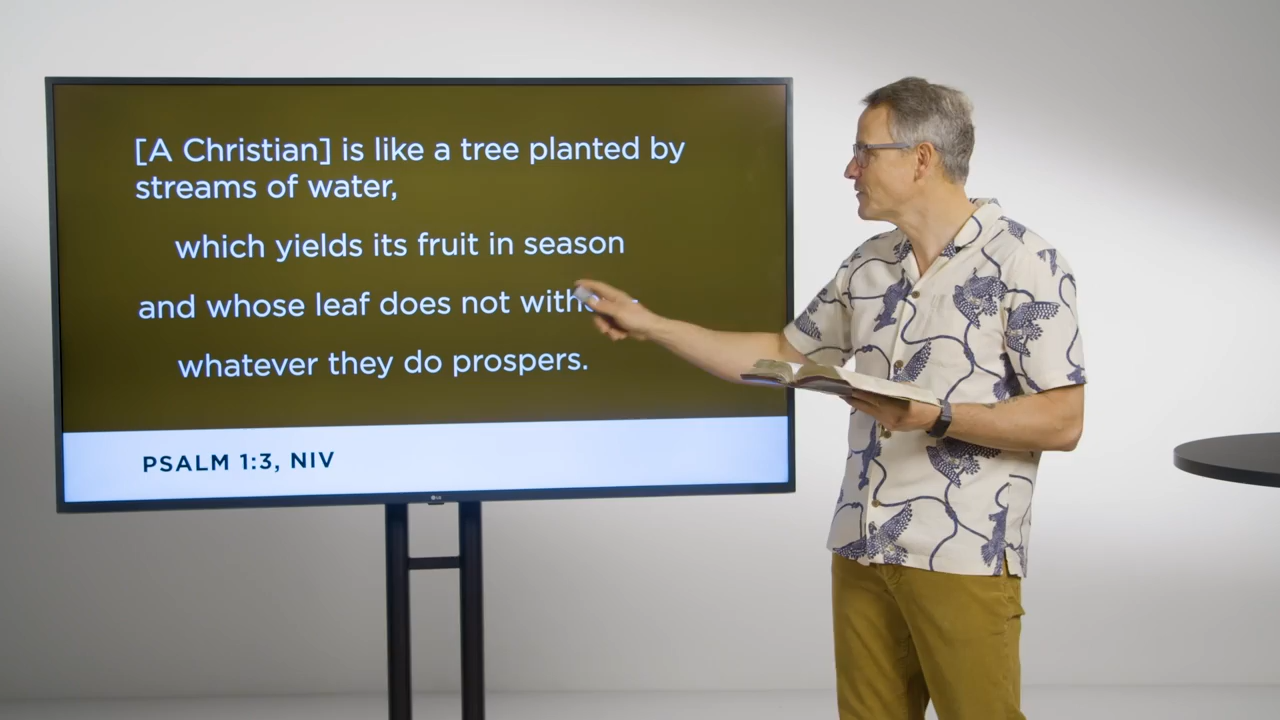 [A Christian] is like a tree planted by
streams of water,
which yields its fruit in season
and whose leaf does not
whatever they do prospers.
PSALM 1:3, NIV
LG